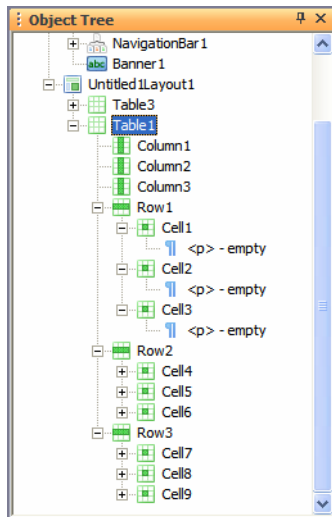 Object Tree
NavigationBar1
abc Banner1
Untitled1Layout1
Table3
Table1
Column1
Column2
Column3
Row1
Cell1
¶ <p> - empty
Cell2
¶ <p> - empty
Cell3
¶ <p> - empty
Row2
Cell4
Cell5
Cell6
Row3
Cell7
Cell8
Cell9